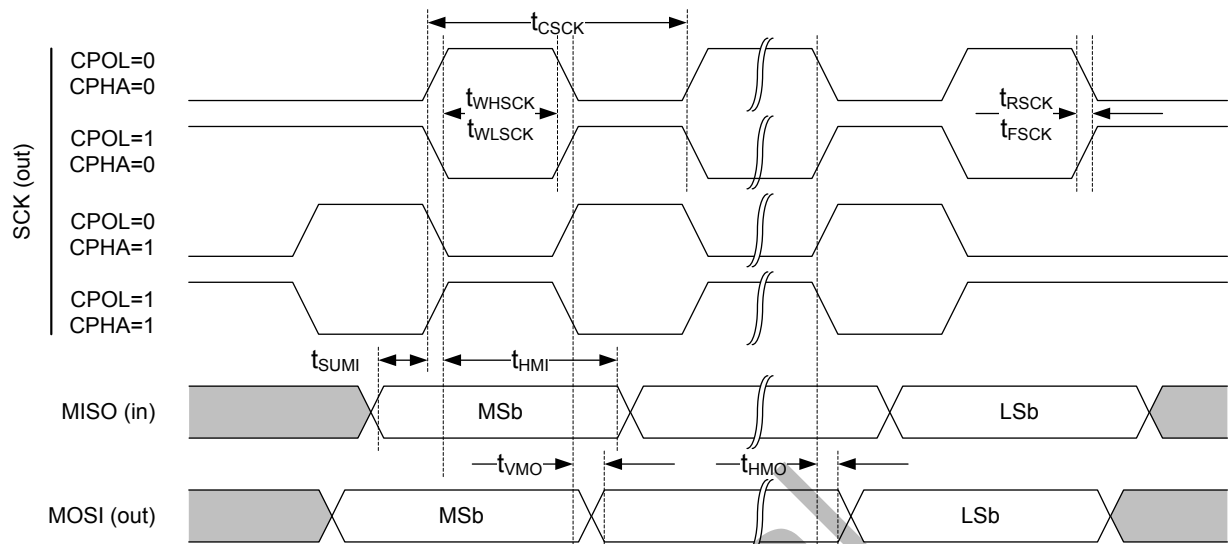 tCSCK
SCK (out)
CPOL=0
CPHA=0
tWHSCK
tWLSCK
tRSCK
tFSCK
CPOL=1
CPHA=0
CPOL=0
CPHA=1
CPOL=1
CPHA=1
tSUMI
tHMI
MISO (in)
MSb
LSb
tVMO
tHMO
MOSI (out)
MSb
LSb